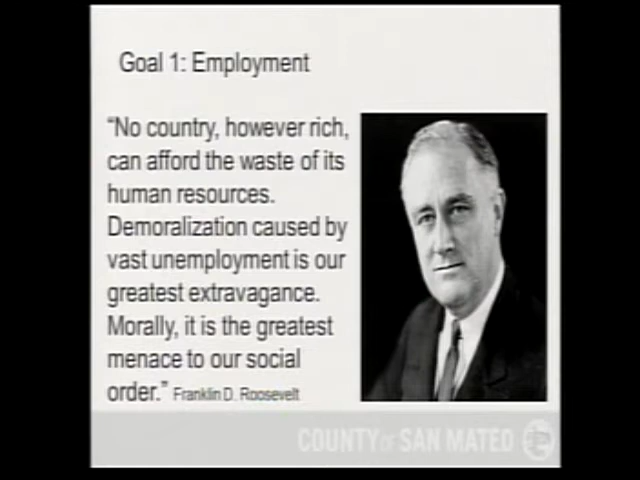 Goal 1: Employment
“No country, however rich,
can afford the waste of its
human resources.
Demoralization caused by
vast unemployment is our
greatest extravagance.
Morally, it is the greatest
menace to our social
order.” Franklin D. Roosevelt
COUNTY OF SAN MATEO